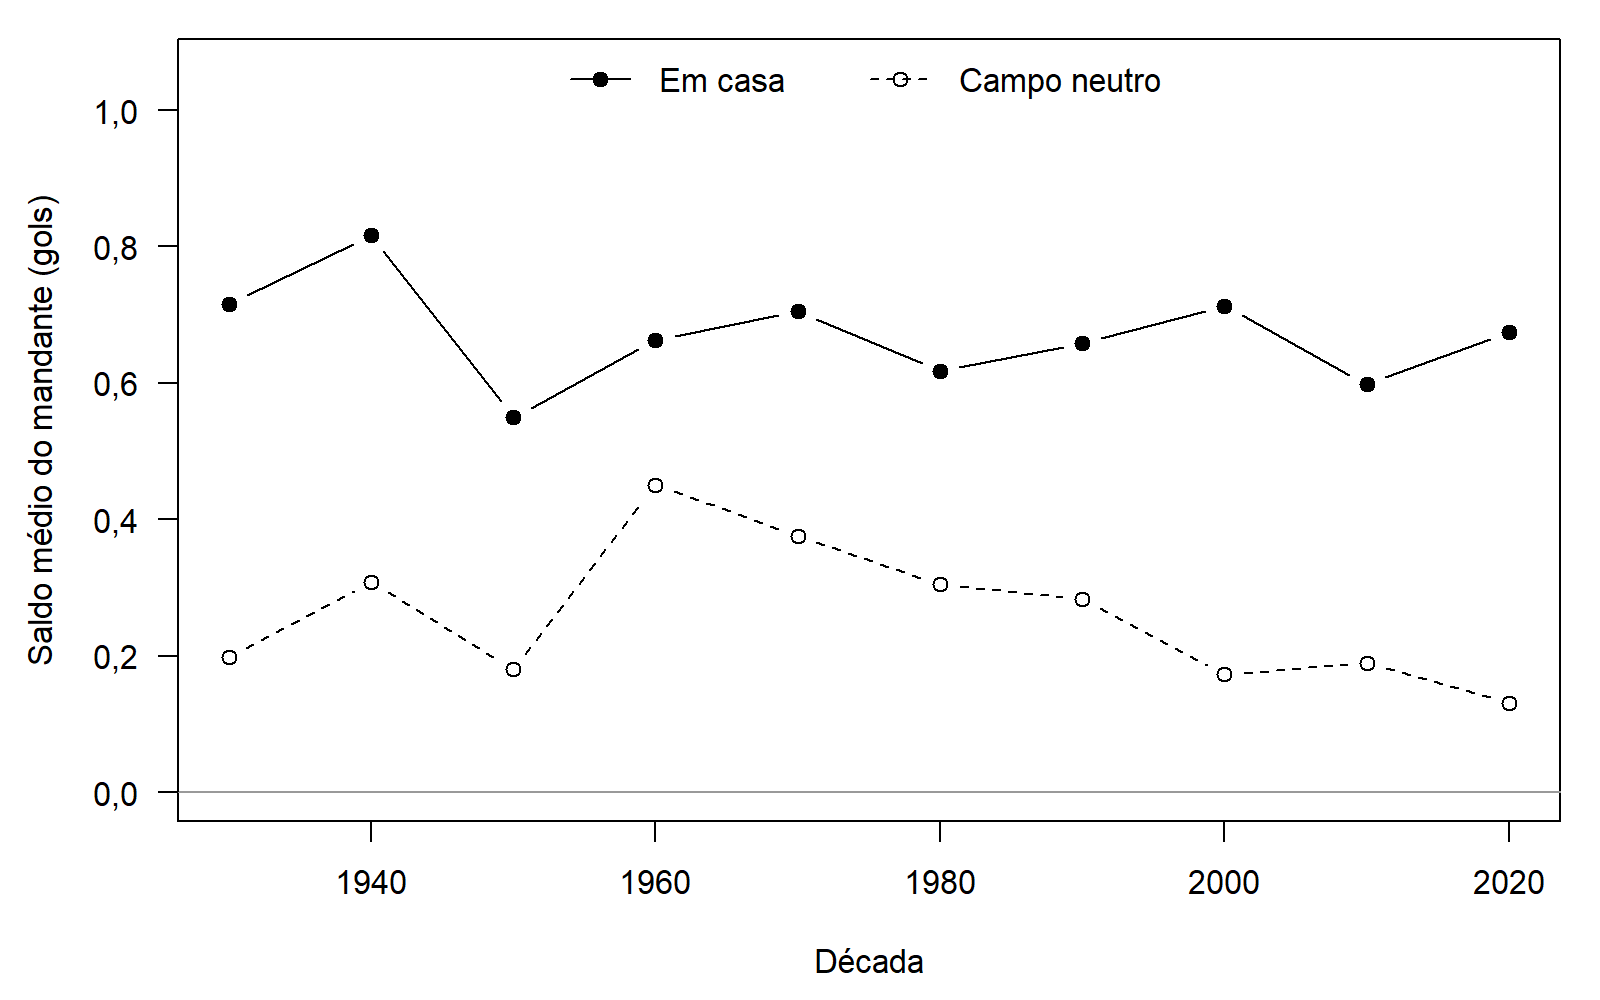 Em casa
Campo neutro
Saldo médio do mandante (gols)
1,0
0,8
0,6
0,4
0,2
0,0
1940
1960
1980
2000
2020
Década